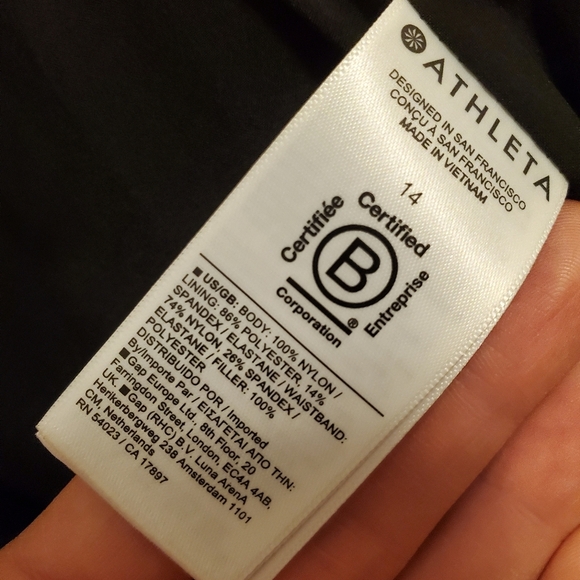 ATHLETA
DESIGNED IN SAN FRANCISCO
CONÇU À SAN FRANCISCO
MADE IN VIETNAM
14
Certifiée
Certified
B
®
Corporation
Entreprise
■ US/GB: BODY: 100% NYLON /
LINING: 86% POLYESTER, 14%
SPANDEX / ELASTANE / WAISTBAND:
74% NYLON, 26% SPANDEX /
ELASTANE / FILLER: 100%
POLYESTER
DISTRIBUIDO POR / Imported
By/Importe Par / ΕΙΣΑΓΕΤΑΙ ΑΠΟ ΤΗΝ:
■ Gap Europe Ltd., 8th Floor, 20
Farringdon Street, London, EC4A 4AB,
UK. ■ Gap (RHC) B.V. Luna ArenA
Herikerbergweg 238 Amsterdam 1101
CM, Netherlands
RN 54023 / CA 17897